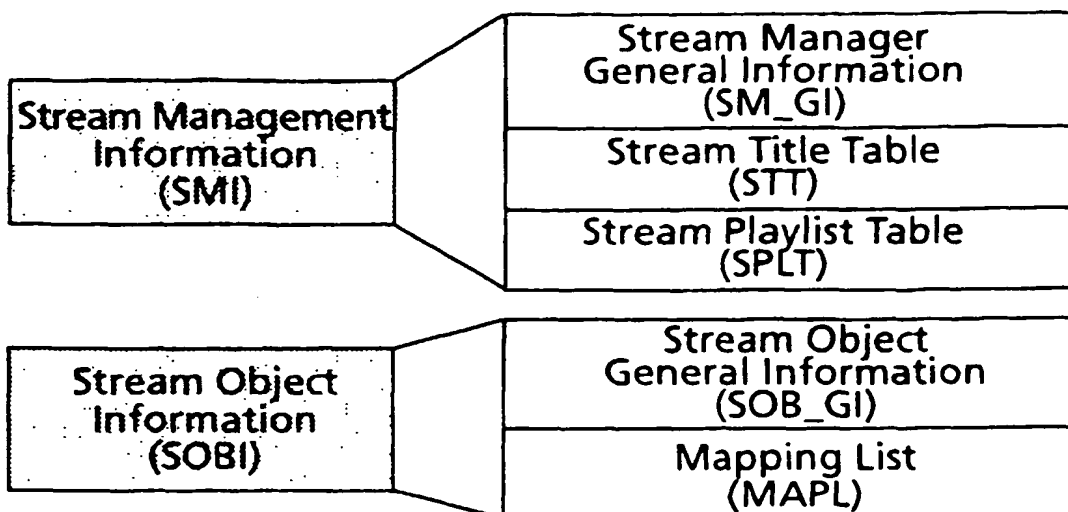 Stream Management
Information
(SMI)
Stream Manager
General Information
(SM_GI)
Stream Title Table
(STT)
Stream Playlist Table
(SPLT)
Stream Object
Information
(SOBI)
Stream Object
General Information
(SOB_GI)
Mapping List
(MAPL)